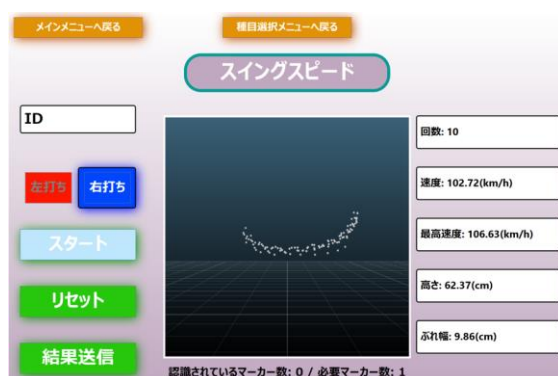 メインメニューへ戻る
種目選択メニューへ戻る
スイングスピード
ID
左打ち
右打ち
スタート
リセット
結果送信
回数: 10
速度: 102.72(km/h)
最高速度: 106.63(km/h)
高さ: 62.37(cm)
ぶれ幅: 9.86(cm)
認識されているマーカー数: 0 / 必要マーカー数: 1